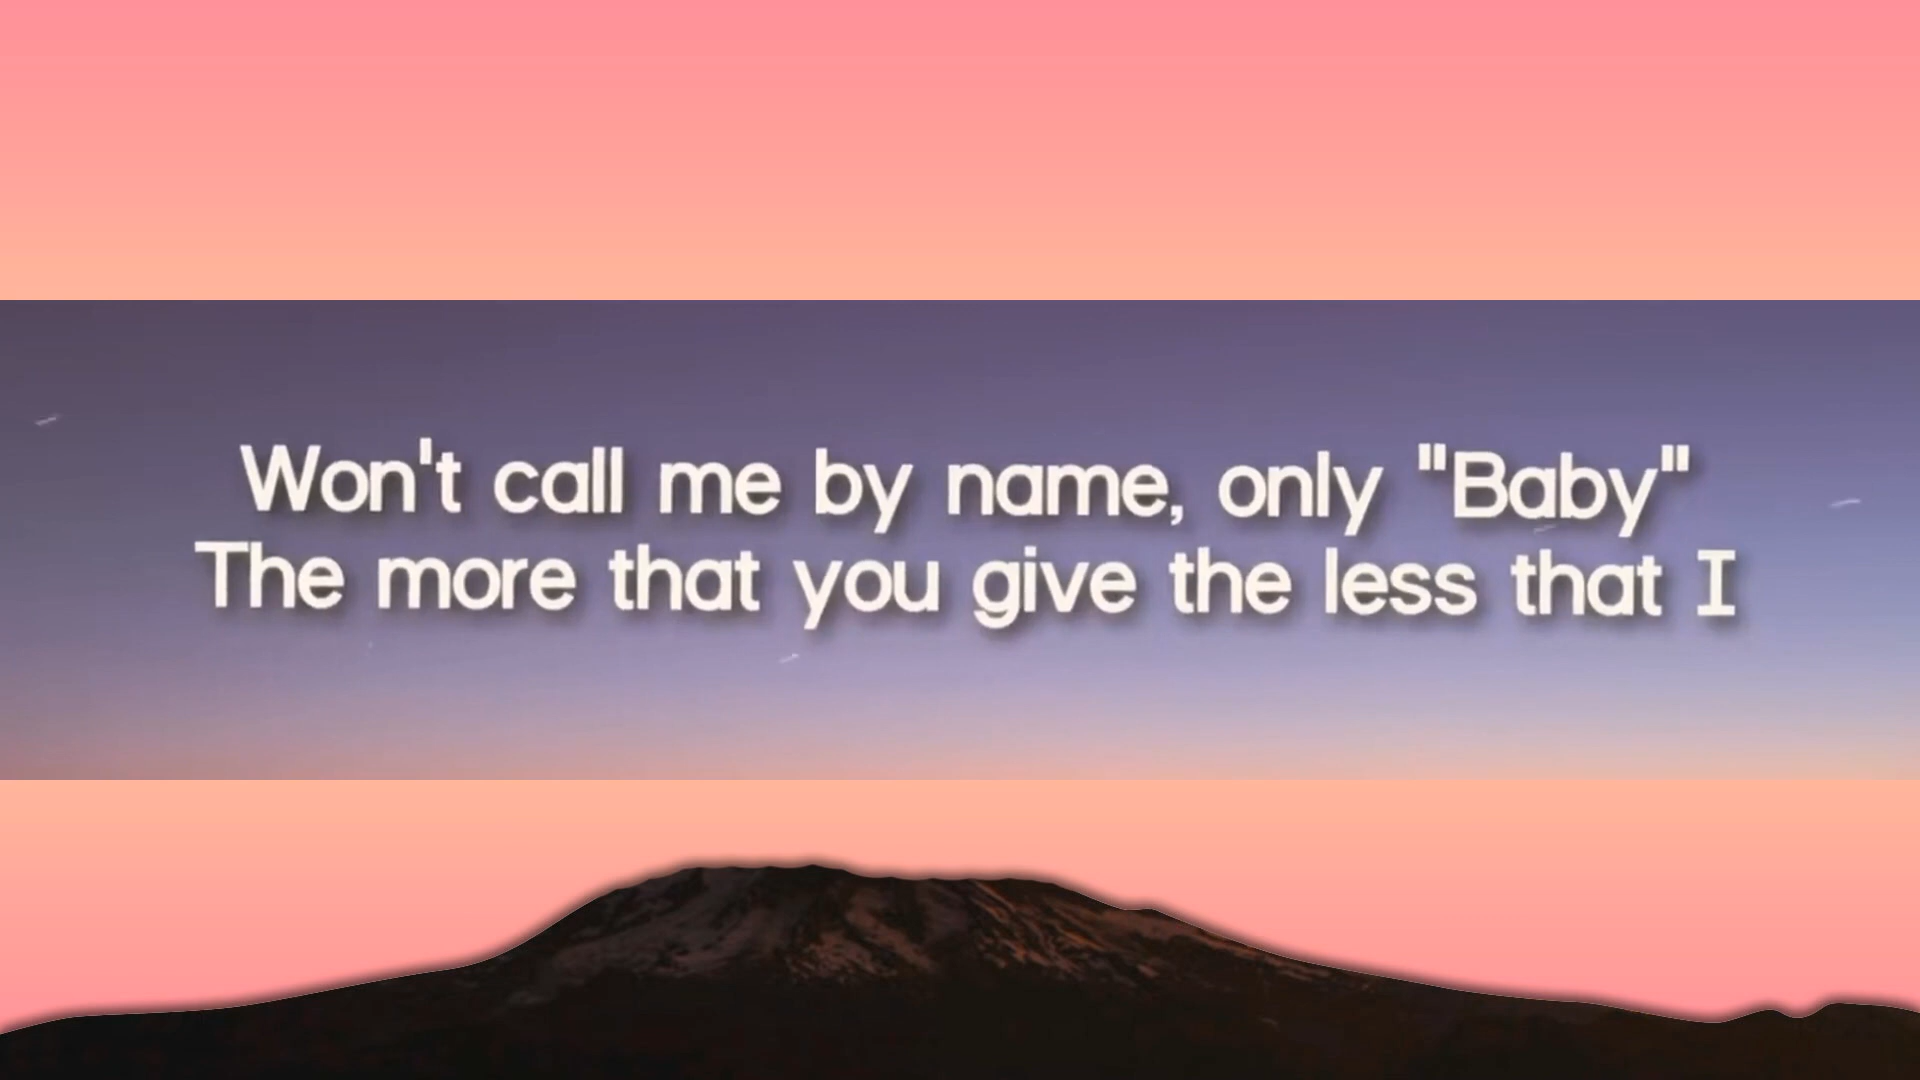 Won't call me by name, only "Baby"
The more that you give the less that I